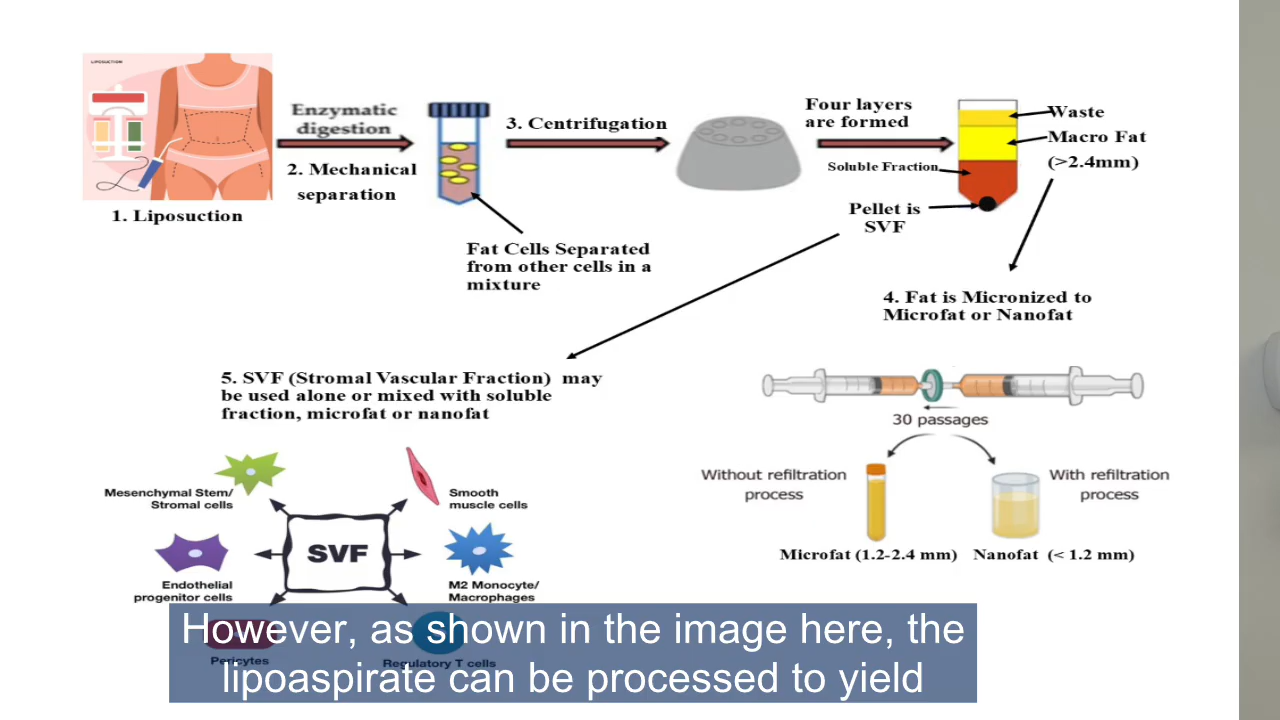 LIPOSUCTION
1. Liposuction
Enzymatic
digestion
2. Mechanical
separation
Fat Cells Separated
from other cells in a
mixture
3. Centrifugation
Four layers
are formed
Soluble Fraction
Pellet is
SVF
Waste
Macro Fat
(>2.4mm)
4. Fat is Micronized to
Microfat or Nanofat
30 passages
Without refiltration
process
With refiltration
process
Microfat (1.2-2.4 mm)
Nanofat (< 1.2 mm)
5. SVF (Stromal Vascular Fraction) may
be used alone or mixed with soluble
fraction, microfat or nanofat
Mesenchymal Stem/
Stromal cells
Smooth
muscle cells
SVF
Endothelial
progenitor cells
M2 Monocyte/
Macrophages
Pericytes
Regulatory T cells
However, as shown in the image here, the
lipoaspirate can be processed to yield